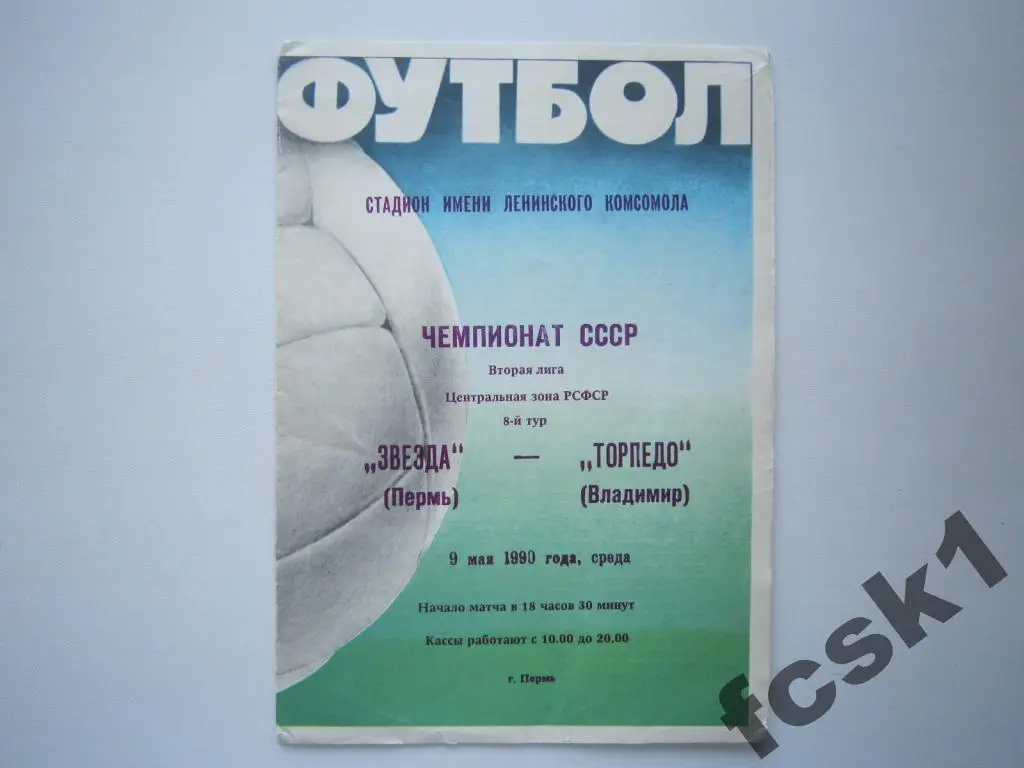 ФУТБОЛ
СТАДИОН ИМЕНИ ЛЕНИНСКОГО КОМСОМОЛА
ЧЕМПИОНАТ СССР
Вторая лига
Центральная зона РСФСР
8-й тур
„ЗВЕЗДА“ — „ТОРПЕДО“
(Пермь) (Владимир)
9 мая 1990 года, среда
Начало матча в 18 часов 30 минут
Кассы работают с 10.00 до 20.00
г. Пермь
fcsk1